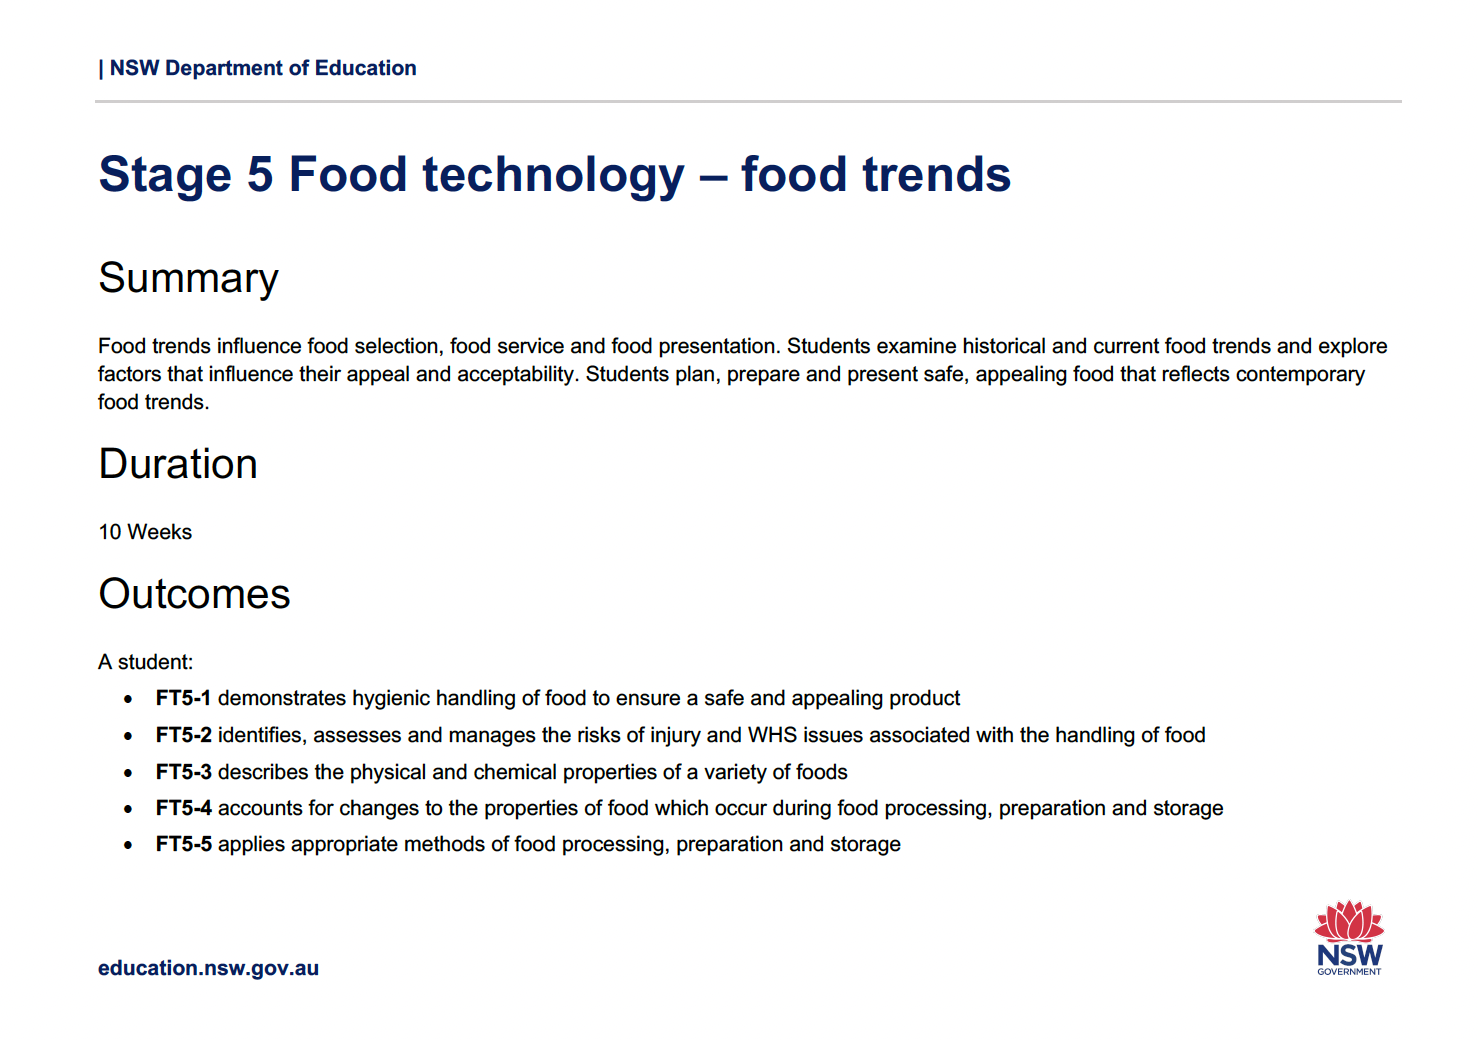 | NSW Department of Education
Stage 5 Food technology – food trends
Summary
Food trends influence food selection, food service and food presentation. Students examine historical and current food trends and explore
factors that influence their appeal and acceptability. Students plan, prepare and present safe, appealing food that reflects contemporary
food trends.
Duration
10 Weeks
Outcomes
A student:
• FT5-1 demonstrates hygienic handling of food to ensure a safe and appealing product
• FT5-2 identifies, assesses and manages the risks of injury and WHS issues associated with the handling of food
• FT5-3 describes the physical and chemical properties of a variety of foods
• FT5-4 accounts for changes to the properties of food which occur during food processing, preparation and storage
• FT5-5 applies appropriate methods of food processing, preparation and storage
education.nsw.gov.au
NSW
GOVERNMENT